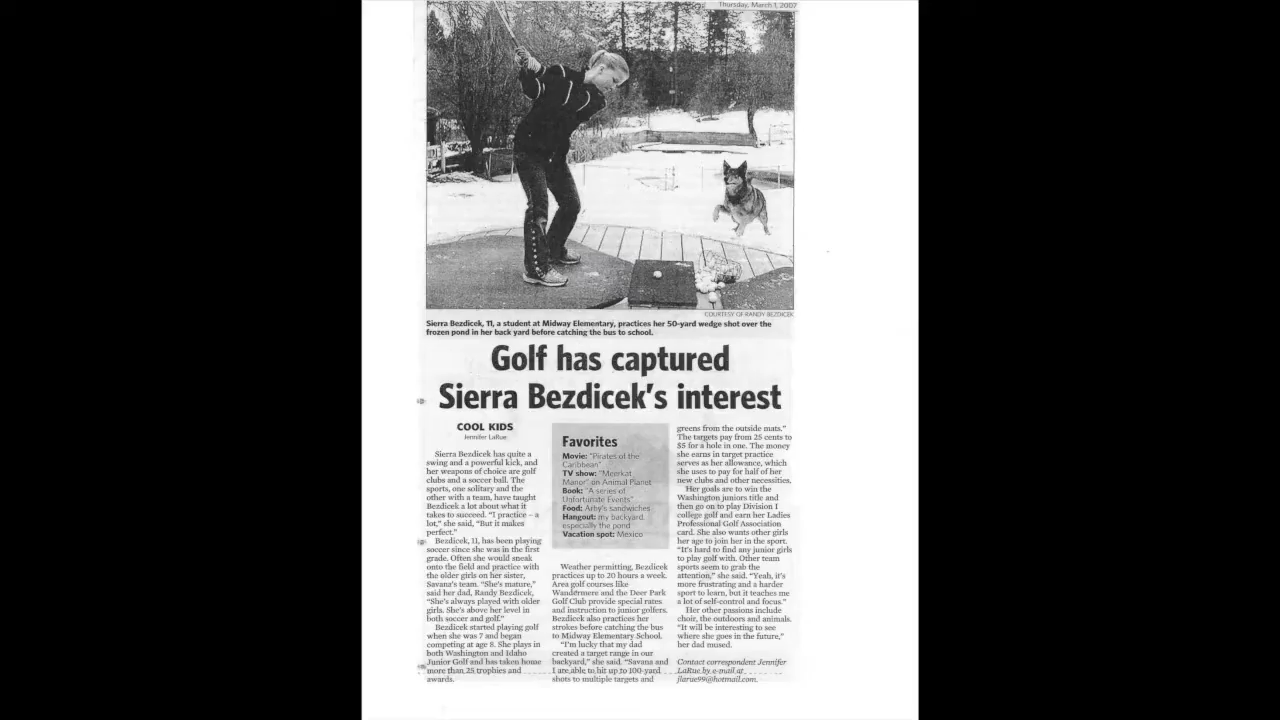 Thursday, March 1, 2007
COURTESY OF RANDY BEZDICEK
Sierra Bezdicek, 11, a student at Midway Elementary, practices her 50-yard wedge shot over the
frozen pond in her back yard before catching the bus to school.
Golf has captured
Sierra Bezdicek's interest
COOL KIDS
Jennifer LaRue
Sierra Bezdicek has quite a
swing and a powerful kick, and
her weapons of choice are golf
clubs and a soccer ball. The
sports, one solitary and the
other with a team, have taught
Bezdicek a lot about what it
takes to succeed. "I practice – a
lot," she said, "But it makes
perfect."
Bezdicek, 11, has been playing
soccer since she was in the first
grade. Often she would sneak
onto the field and practice with
the older girls on her sister,
Savana's team. "She's mature,"
said her dad, Randy Bezdicek,
"She's always played with older
girls. She's above her level in
both soccer and golf."
Bezdicek started playing golf
when she was 7 and began
competing at age 8. She plays in
both Washington and Idaho
Junior Golf and has taken home
more than 25 trophies and
awards.
Favorites
Movie: "Pirates of the
Caribbean"
TV show: "Meerkat
Manor" on Animal Planet
Book: "A series of
Unfortunate Events"
Food: Arby's sandwiches
Hangout: my backyard,
especially the pond
Vacation spot: Mexico
Weather permitting, Bezdicek
practices up to 20 hours a week.
Area golf courses like
Wandermere and the Deer Park
Golf Club provide special rates
and instruction to junior golfers.
Bezdicek also practices her
strokes before catching the bus
to Midway Elementary School.
"I'm lucky that my dad
created a target range in our
backyard," she said. "Savana and
I are able to hit up to 100-yard
shots to multiple targets and
greens from the outside mats."
The targets pay from 25 cents to
$5 for a hole in one. The money
she earns in target practice
serves as her allowance, which
she uses to pay for half of her
new clubs and other necessities.
Her goals are to win the
Washington juniors title and
then go on to play Division I
college golf and earn her Ladies
Professional Golf Association
card. She also wants other girls
her age to join her in the sport.
"It's hard to find any junior girls
to play golf with. Other team
sports seem to grab the
attention," she said. "Yeah, it's
more frustrating and a harder
sport to learn, but it teaches me
a lot of self-control and focus."
Her other passions include
choir, the outdoors and animals.
"It will be interesting to see
where she goes in the future,"
her dad mused.
Contact correspondent Jennifer
LaRue by e-mail at
jlarue99@hotmail.com.